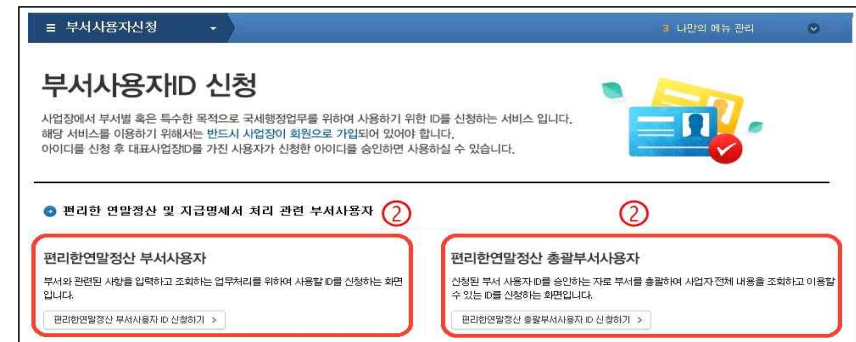 ≡ 부서사용자신청
3 나만의 메뉴 관리
부서사용자ID 신청
사업장에서 부서별 혹은 특수한 목적으로 국세행정업무를 위하여 사용하기 위한 ID를 신청하는 서비스 입니다.
해당 서비스를 이용하기 위해서는 반드시 사업장이 회원으로 가입되어 있어야 합니다.
아이디를 신청 후 대표사업장ID를 가진 사용자가 신청한 아이디를 승인하면 사용하실 수 있습니다.
편리한 연말정산 및 지급명세서 처리 관련 부서사용자 ②
②
편리한연말정산 부서사용자
부서와 관련된 사항을 입력하고 조회하는 업무처리를 위하여 사용할 ID를 신청하는 화면
입니다.
편리한연말정산 부서사용자 ID 신청하기 >
편리한연말정산 총괄부서사용자
신청된 부서 사용자 ID를 승인하는 자로 부서를 총괄하여 사업자 전체 내용을 조회하고 이용할
수 있는 ID를 신청하는 화면입니다.
편리한연말정산 총괄부서사용자 ID 신청하기 >